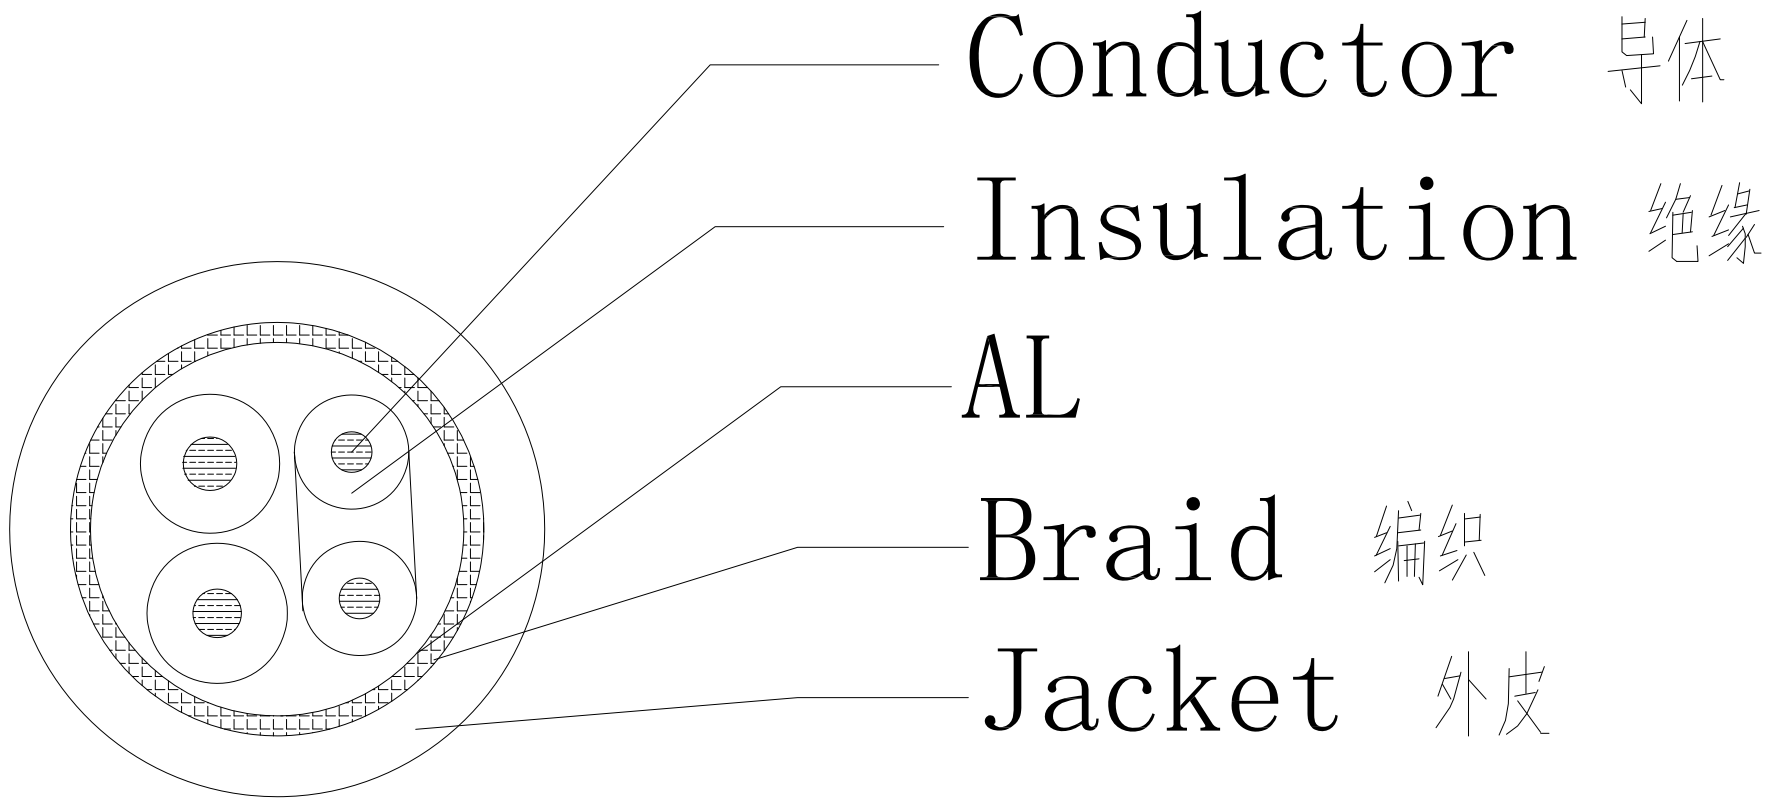 Conductor 导体
Insulation 绝缘
AL
Braid 编织
Jacket 外皮